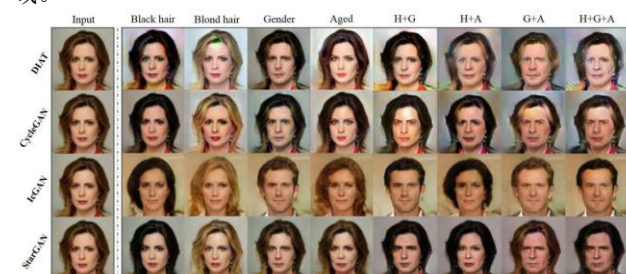 Input Black hair Blond hair Gender Aged H+G H+A G+A H+G+A
DIAT
CycleGAN
IcGAN
StarGAN